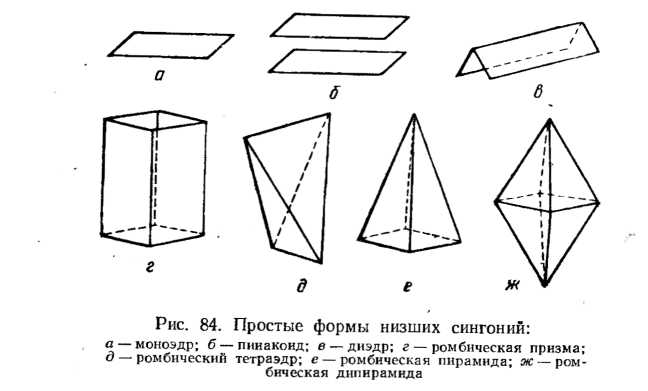 а
б
в
г
д
е
ж
Рис. 84. Простые формы низших сингоний:
а — моноэдр; б — пинакоид; в — диэдр; г — ромбическая призма;
д — ромбический тетраэдр; е — ромбическая пирамида; ж — ром-
бическая дипирамида